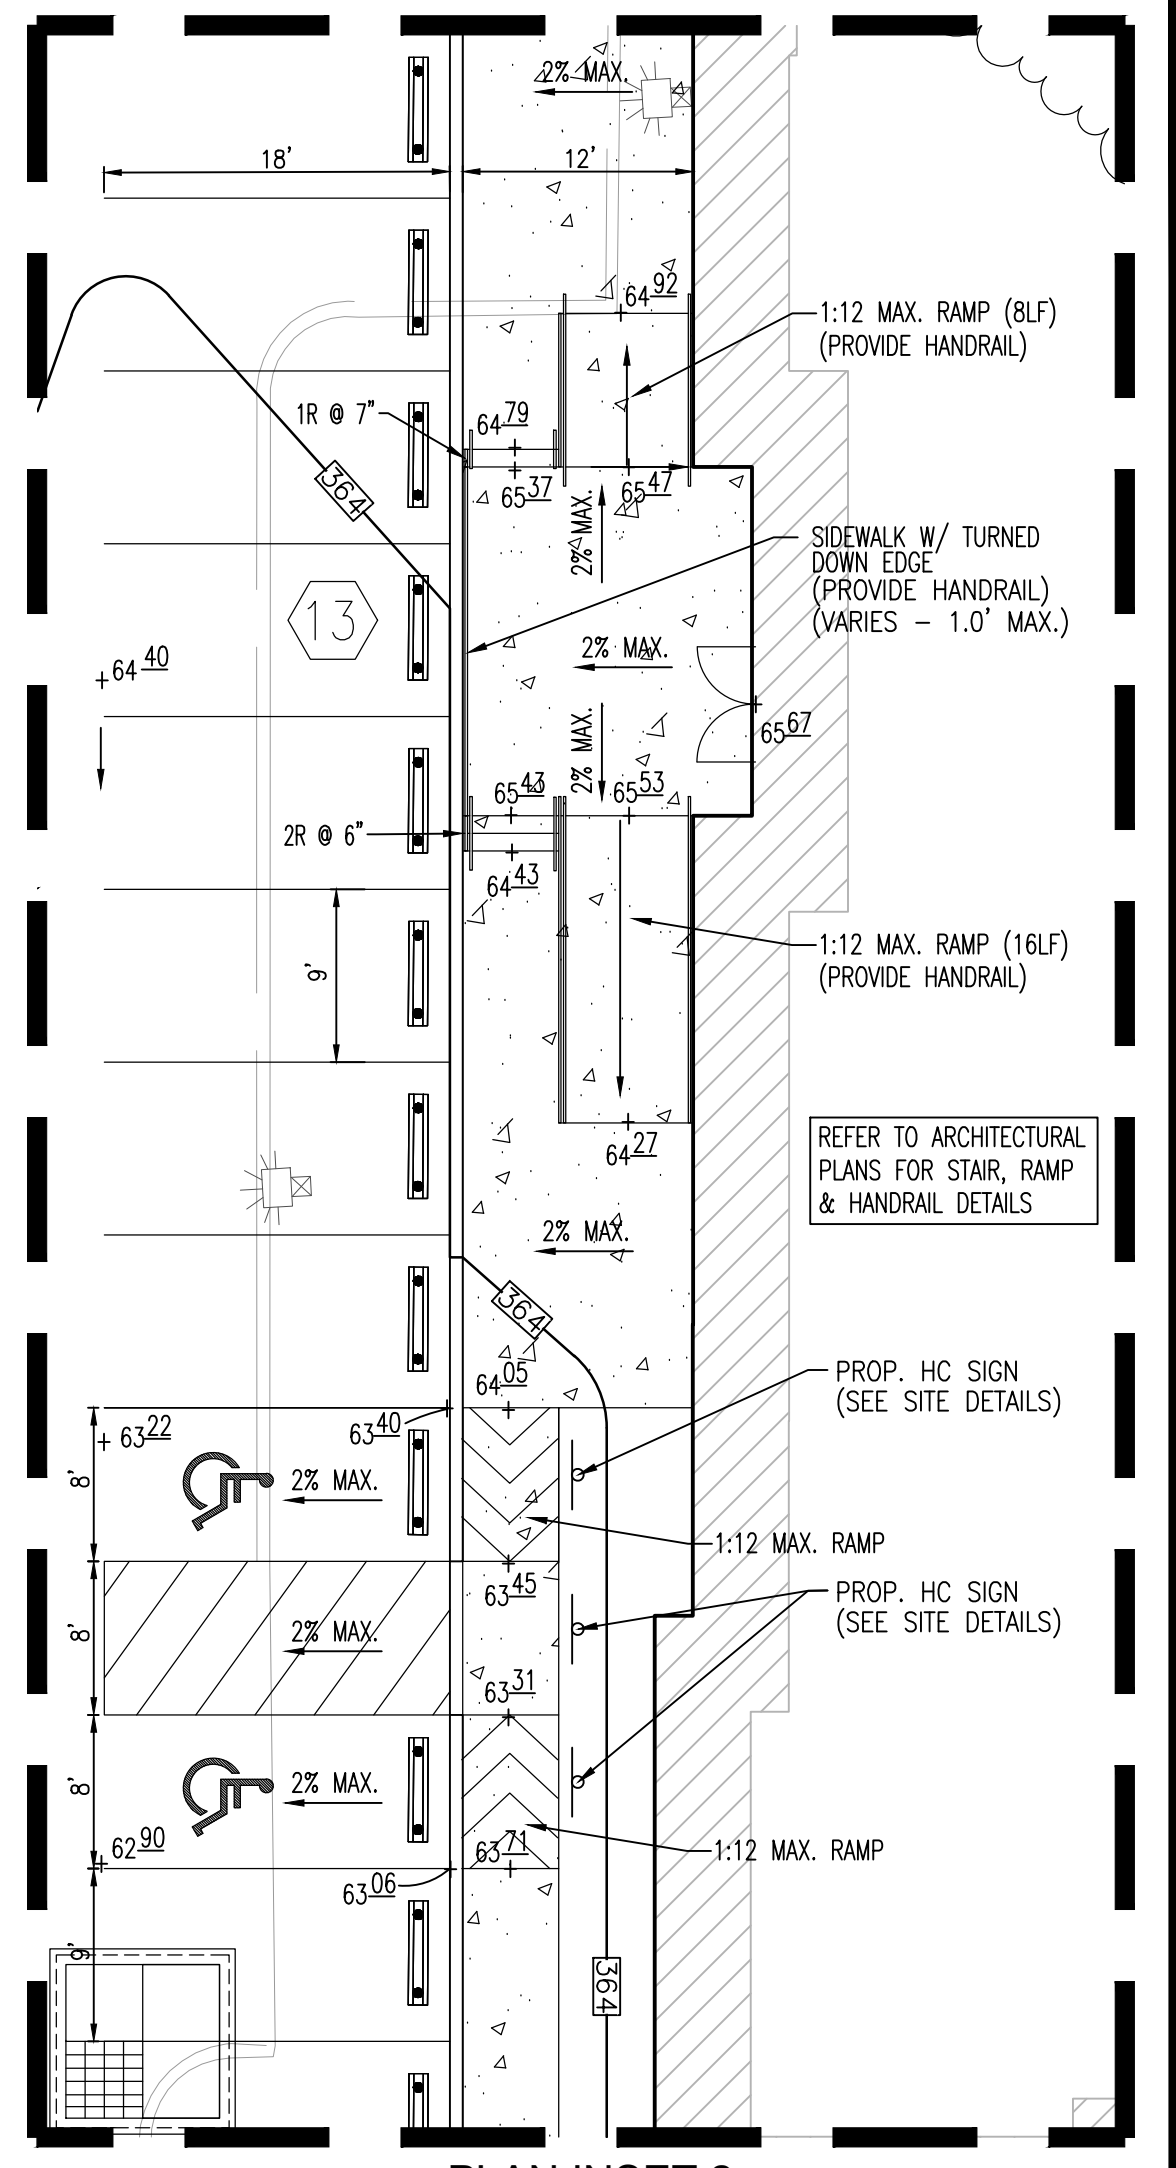 2% MAX.
18'
12'
64 92
1:12 MAX. RAMP (8LF)
(PROVIDE HANDRAIL)
1R @ 7"
64 79
364
65 37
65 47
2% MAX.
SIDEWALK W/ TURNED
DOWN EDGE
(PROVIDE HANDRAIL)
(VARIES - 1.0' MAX.)
13
2% MAX.
64 40
65 67
2% MAX.
65 43
65 53
2R @ 6"
64 43
1:12 MAX. RAMP (16LF)
(PROVIDE HANDRAIL)
9'
REFER TO ARCHITECTURAL
PLANS FOR STAIR, RAMP
& HANDRAIL DETAILS
64 27
2% MAX.
364
64 05
PROP. HC SIGN
(SEE SITE DETAILS)
63 22
63 40
8'
2% MAX.
1:12 MAX. RAMP
63 45
PROP. HC SIGN
(SEE SITE DETAILS)
8'
2% MAX.
63 31
8'
2% MAX.
62 90
63 71
1:12 MAX. RAMP
63 06
9'
364